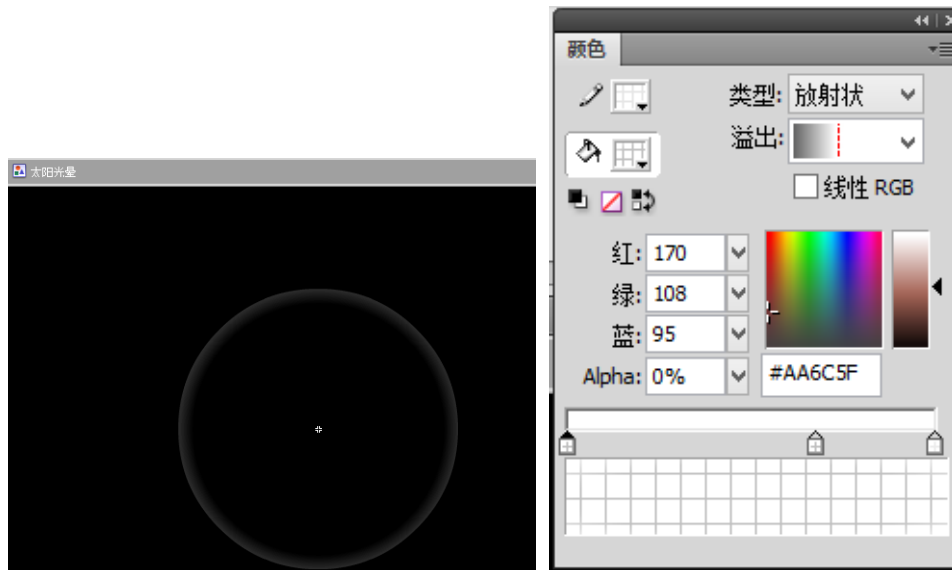 颜色
类型: 放射状
溢出:
线性 RGB
太阳光晕
红: 170
绿: 108
蓝: 95
Alpha: 0% #AA6C5F